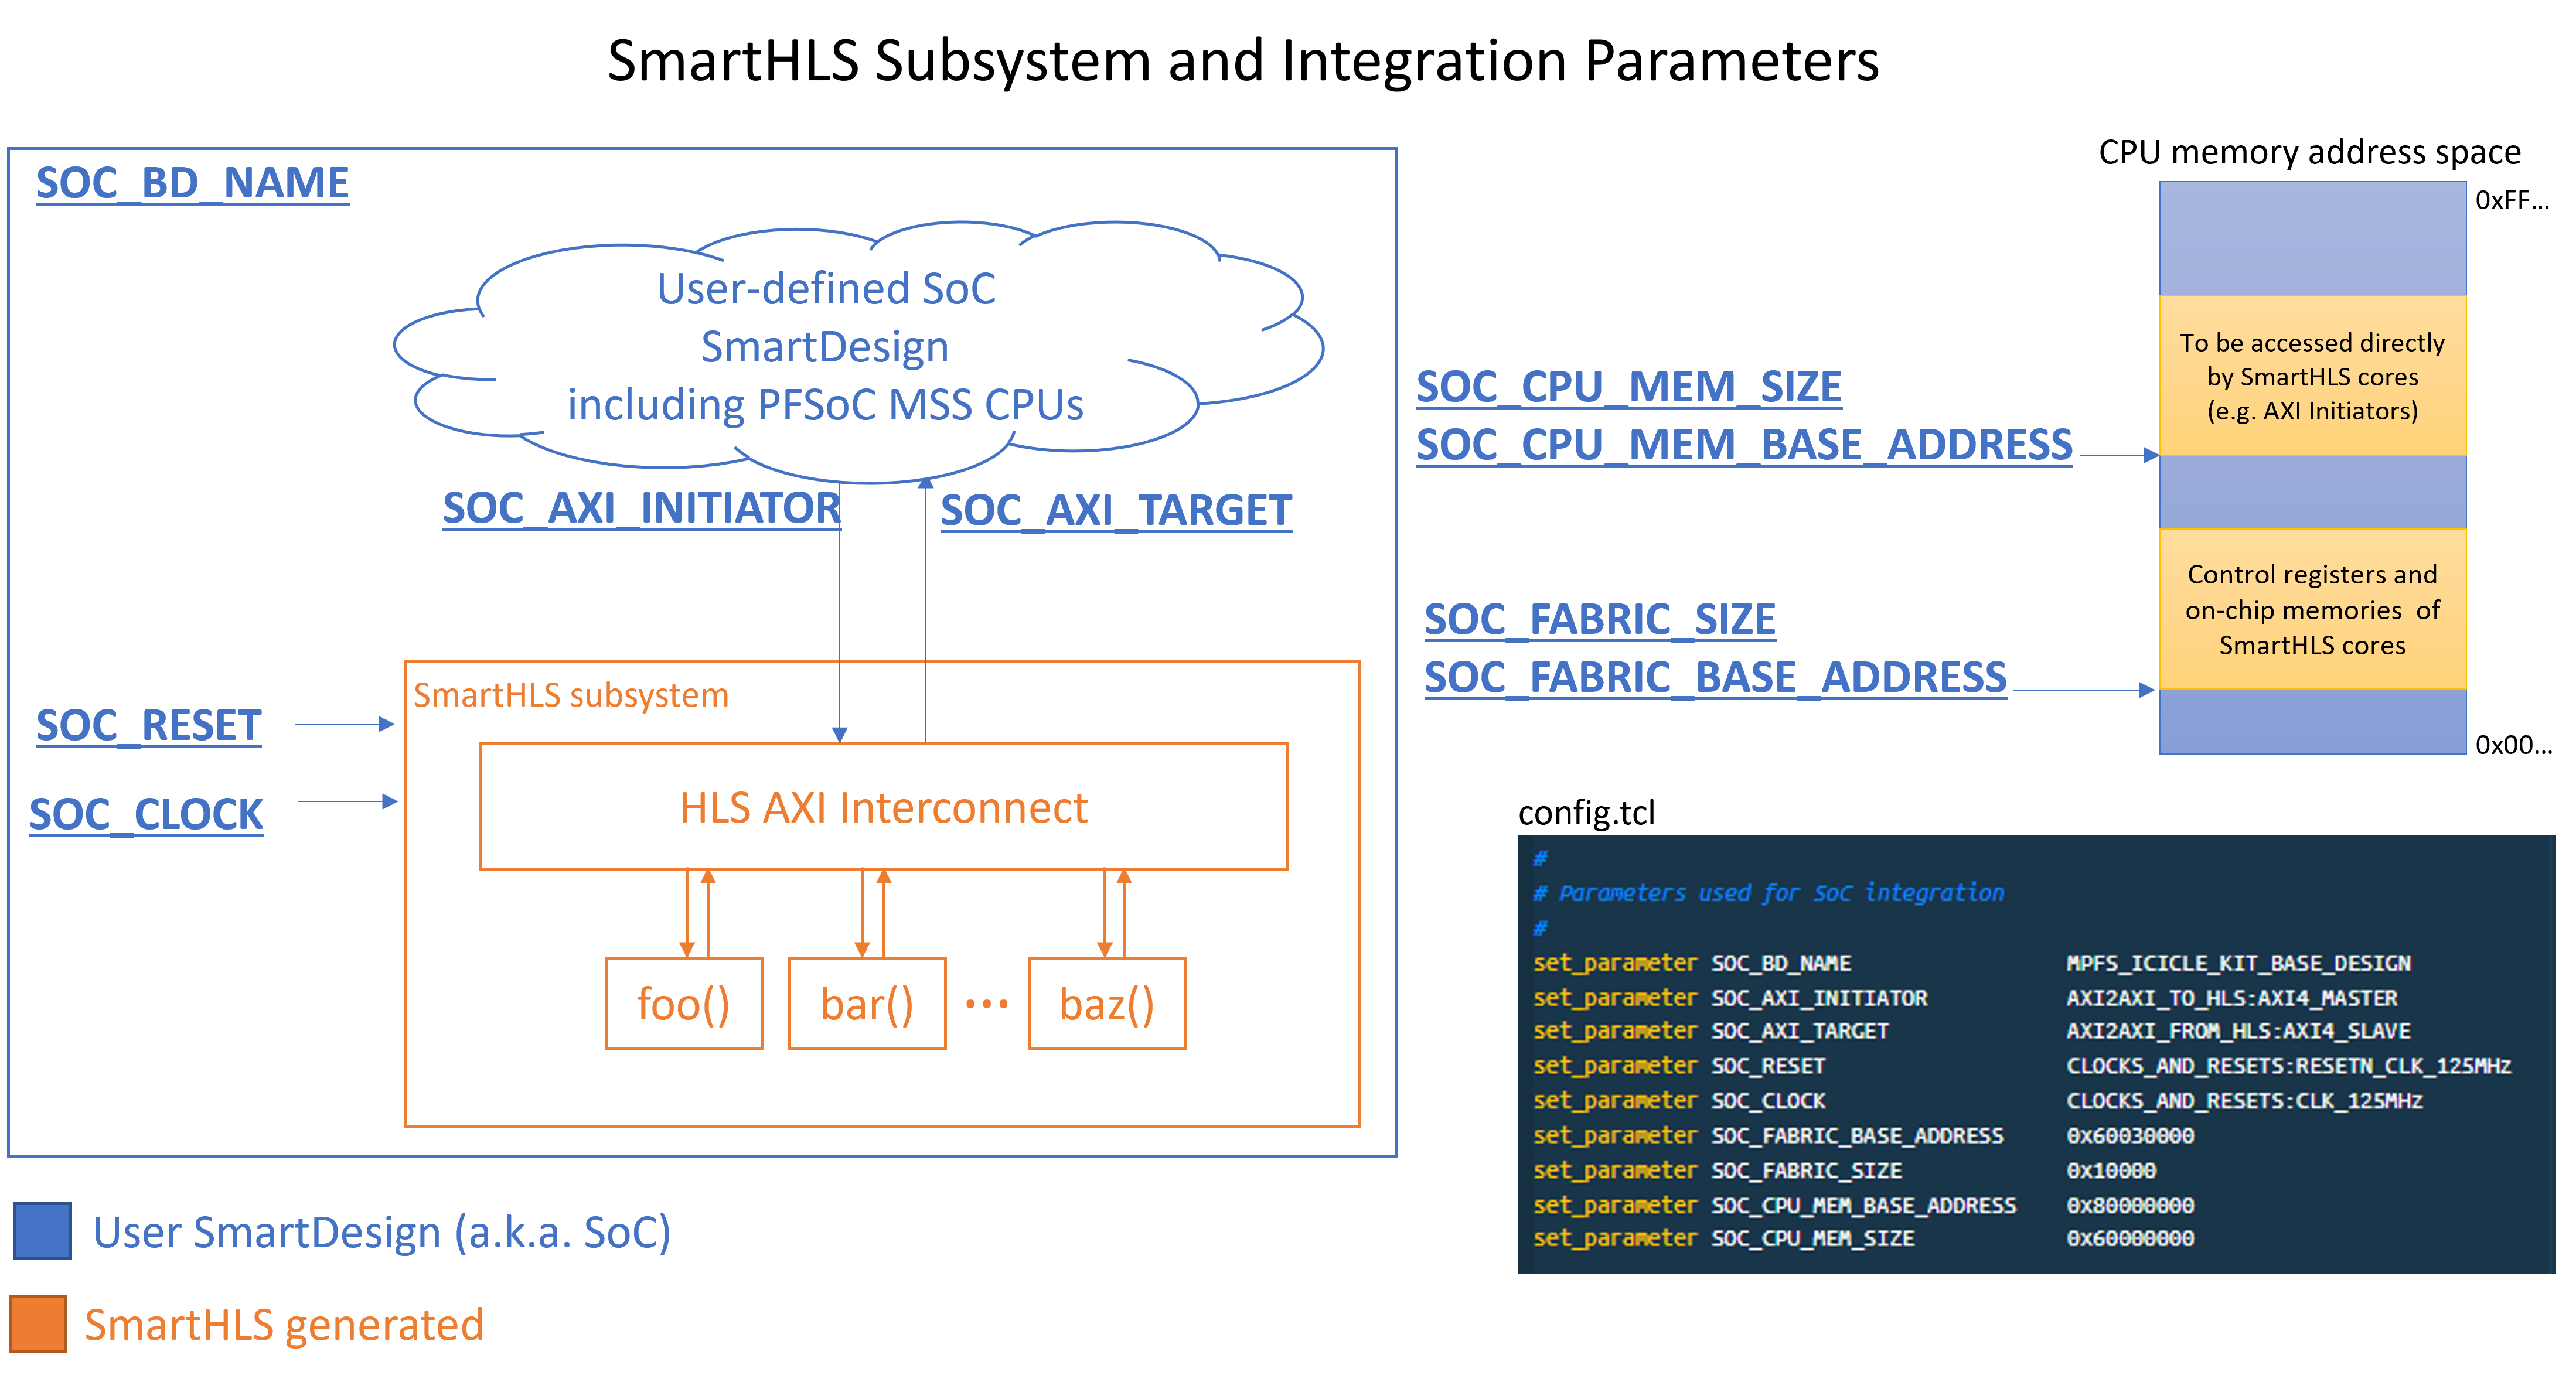 SmartHLS Subsystem and Integration Parameters
SOC_BD_NAME
User-defined SoC
SmartDesign
including PFSoC MSS CPUs
SOC_AXI_INITIATOR
SOC_AXI_TARGET
SOC_RESET
SOC_CLOCK
SmartHLS subsystem
HLS AXI Interconnect
foo()
bar()
...
baz()
User SmartDesign (a.k.a. SoC)
SmartHLS generated
CPU memory address space
0xFF...
To be accessed directly
by SmartHLS cores
(e.g. AXI Initiators)
SOC_CPU_MEM_SIZE
SOC_CPU_MEM_BASE_ADDRESS
Control registers and
on-chip memories of
SmartHLS cores
SOC_FABRIC_SIZE
SOC_FABRIC_BASE_ADDRESS
0x00...
config.tcl
#
# Parameters used for SoC integration
#
set_parameter SOC_BD_NAME MPFS_ICICLE_KIT_BASE_DESIGN
set_parameter SOC_AXI_INITIATOR AXI2AXI_TO_HLS:AXI4_MASTER
set_parameter SOC_AXI_TARGET AXI2AXI_FROM_HLS:AXI4_SLAVE
set_parameter SOC_RESET CLOCKS_AND_RESETS:RESETN_CLK_125MHz
set_parameter SOC_CLOCK CLOCKS_AND_RESETS:CLK_125MHz
set_parameter SOC_FABRIC_BASE_ADDRESS 0x60030000
set_parameter SOC_FABRIC_SIZE 0x10000
set_parameter SOC_CPU_MEM_BASE_ADDRESS 0x80000000
set_parameter SOC_CPU_MEM_SIZE 0x60000000